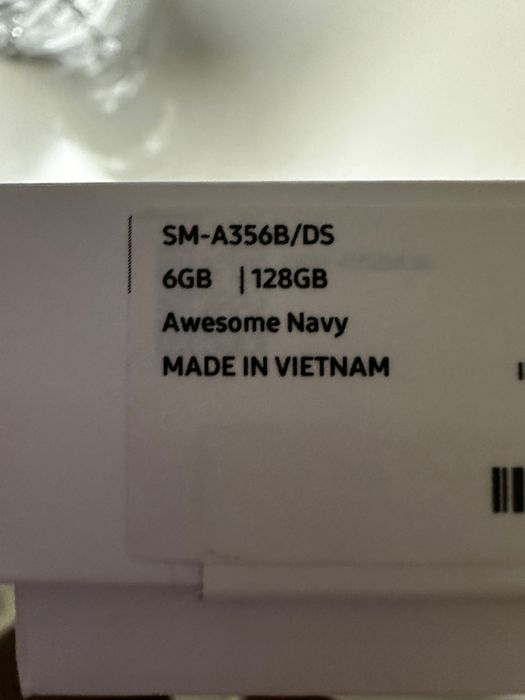 SM-A356B/DS
6GB | 128GB
Awesome Navy
MADE IN VIETNAM